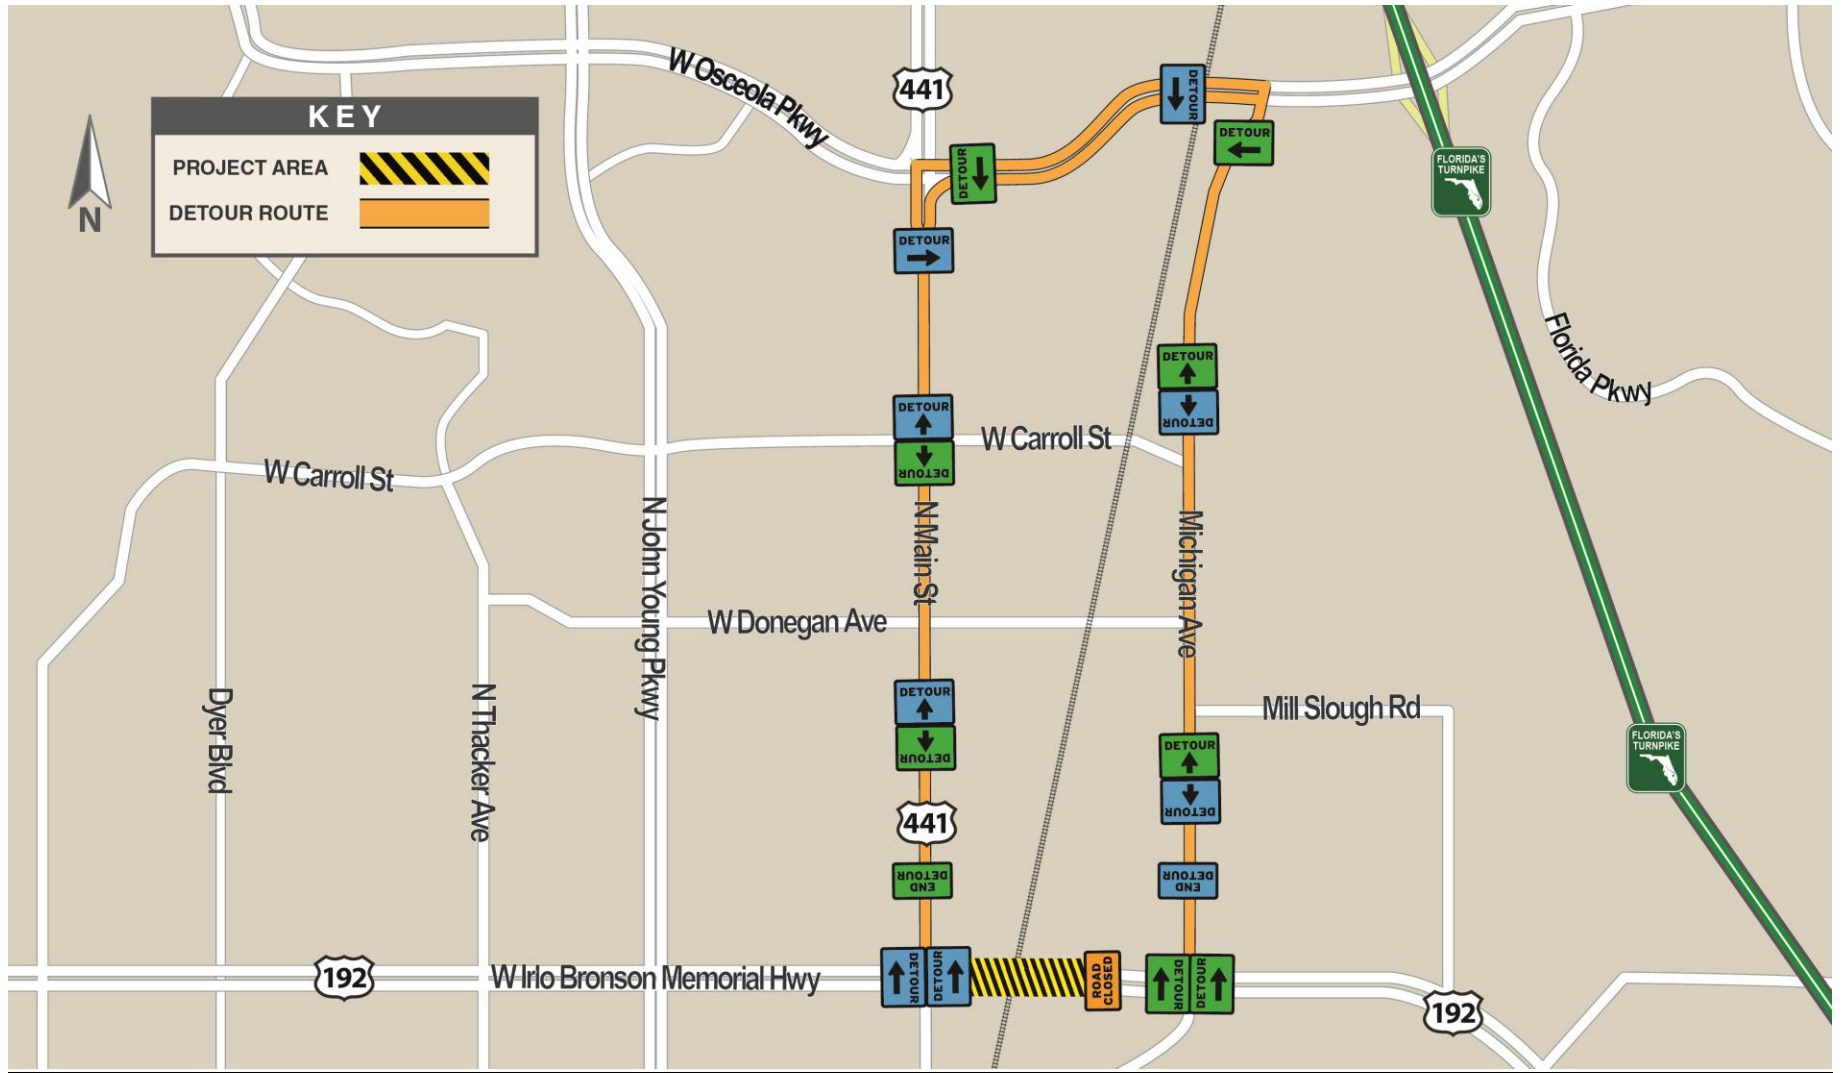 KEY
PROJECT AREA
DETOUR ROUTE
N
W Osceola Pkwy
441
DETOUR
DETOUR
DETOUR
DETOUR
FLORIDA'S
TURNPIKE
DETOUR
DETOUR
DETOUR
Florida Pkwy
DETOUR
DETOUR
W Carroll St
W Carroll St
N John Young Pkwy
N Main St
Michigan Ave
W Donegan Ave
Dyer Blvd
N Thacker Ave
DETOUR
DETOUR
Mill Slough Rd
DETOUR
DETOUR
FLORIDA'S
TURNPIKE
441
END
DETOUR
END
DETOUR
192
W Irlo Bronson Memorial Hwy
DETOUR
DETOUR
ROAD
CLOSED
DETOUR
DETOUR
192